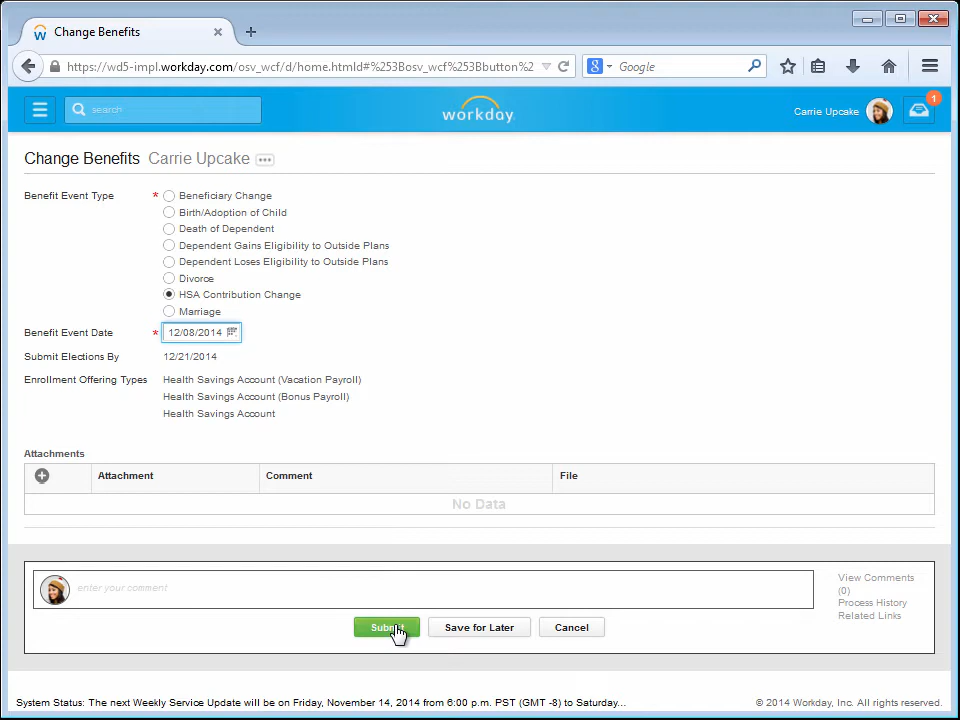 Change Benefits
https://wd5-impl.workday.com/osv_wcf/d/home.htmld#%253Bosv_wcf%253Bbutton%2
Google
search
workday
Carrie Upcake
1
Change Benefits Carrie Upcake
Benefit Event Type *
Beneficiary Change
Birth/Adoption of Child
Death of Dependent
Dependent Gains Eligibility to Outside Plans
Dependent Loses Eligibility to Outside Plans
Divorce
HSA Contribution Change
Marriage
Benefit Event Date * 12/08/2014
Submit Elections By 12/21/2014
Enrollment Offering Types Health Savings Account (Vacation Payroll)
Health Savings Account (Bonus Payroll)
Health Savings Account
Attachments
Attachment Comment File
No Data
enter your comment
View Comments
(0)
Process History
Related Links
Submit Save for Later Cancel
System Status: The next Weekly Service Update will be on Friday, November 14, 2014 from 6:00 p.m. PST (GMT -8) to Saturday... © 2014 Workday, Inc. All rights reserved.